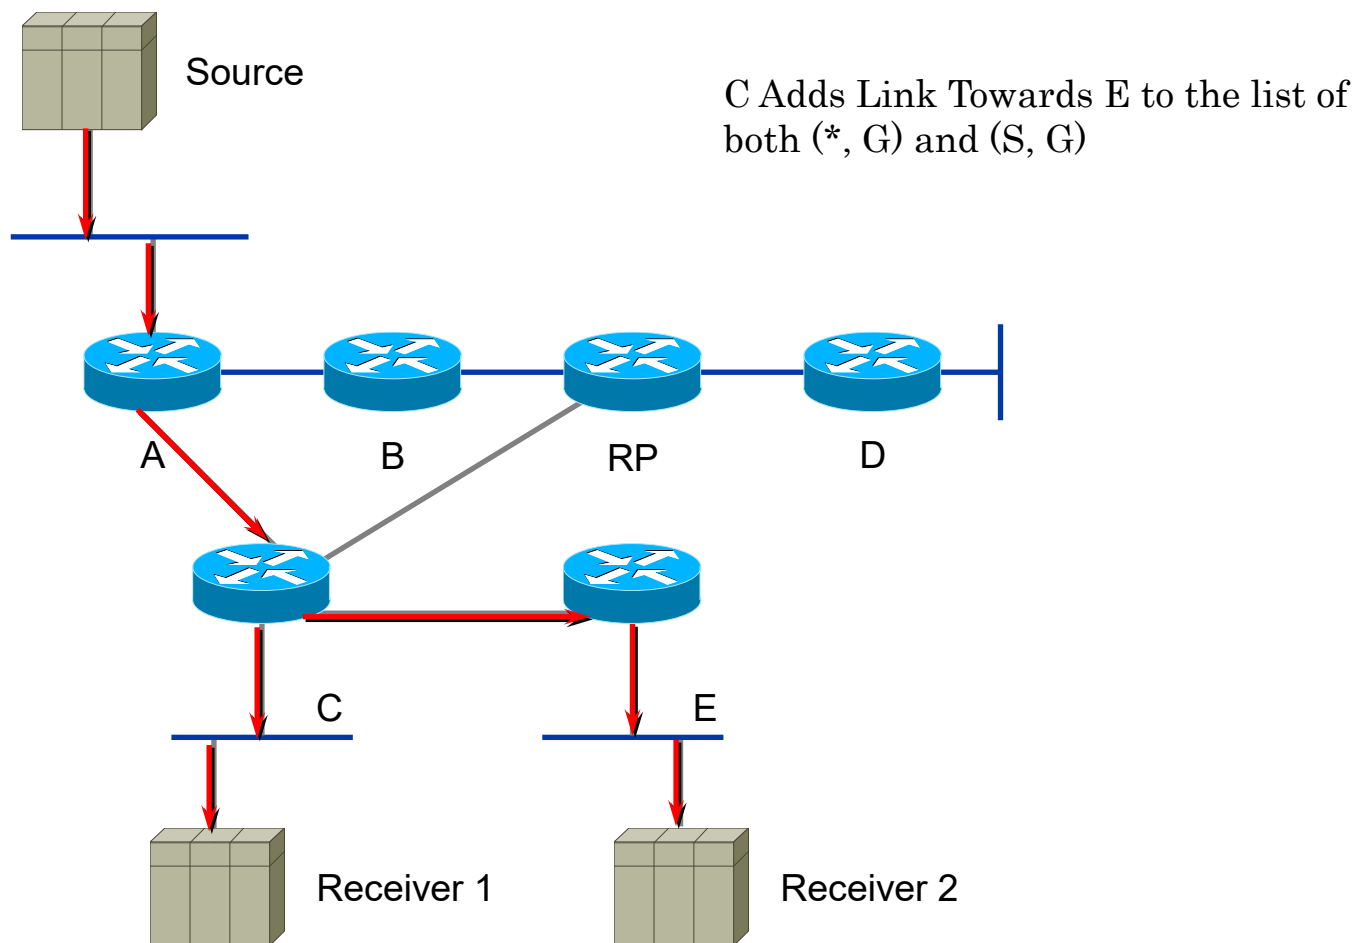 Source
C Adds Link Towards E to the list of
both (*, G) and (S, G)
A
B
RP
D
C
E
Receiver 1
Receiver 2